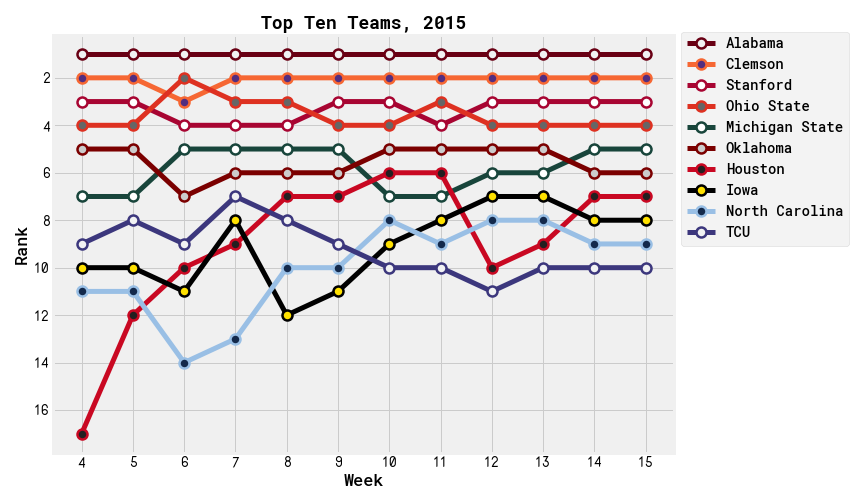 Top Ten Teams, 2015
Alabama
Clemson
Stanford
Ohio State
Michigan State
Oklahoma
Houston
Iowa
North Carolina
TCU
Rank
2
4
6
8
10
12
14
16
4 5 6 7 8 9 10 11 12 13 14 15
Week